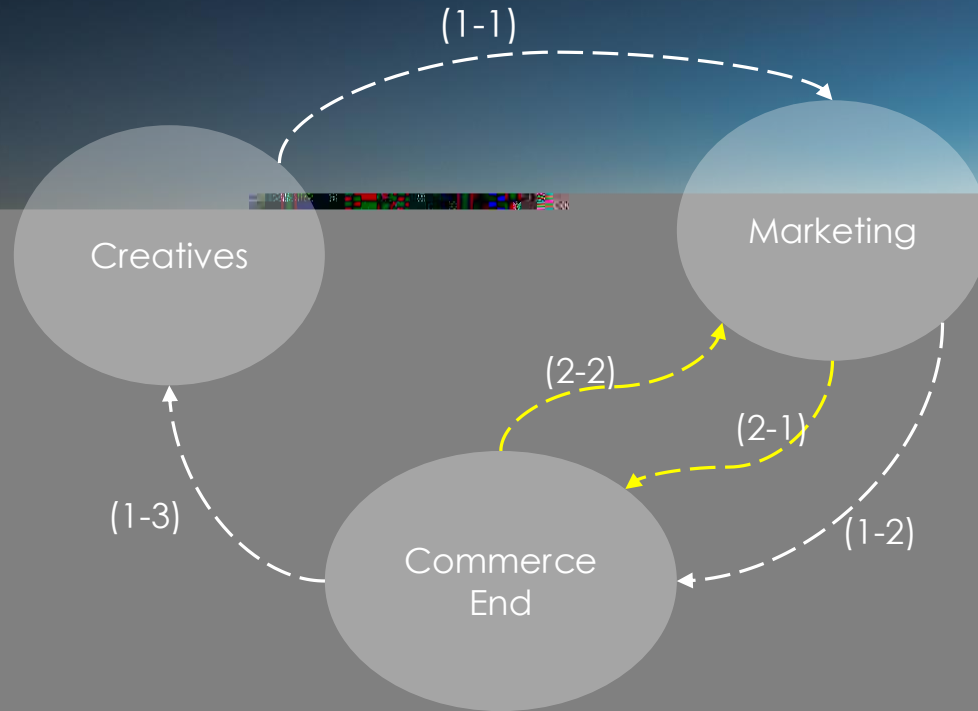 (1-1)
Creatives
Marketing
(2-2)
(2-1)
(1-3)
(1-2)
Commerce
End